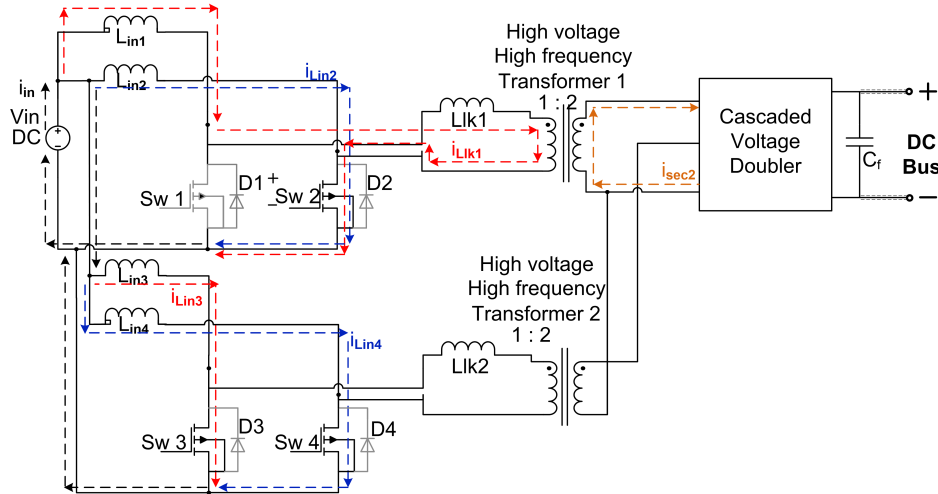 Lin1
Lin2
iLin2
iin
Vin
DC
+
−
High voltage
High frequency
Transformer 1
1 : 2
Llk1
iLlk1
isec2
Cascaded
Voltage
Doubler
Cf
+
DC
Bus
−
Sw 1
D1
+
−
Sw 2
D2
Lin3
iLin3
Lin4
iLin4
High voltage
High frequency
Transformer 2
1 : 2
Llk2
Sw 3
D3
Sw 4
D4